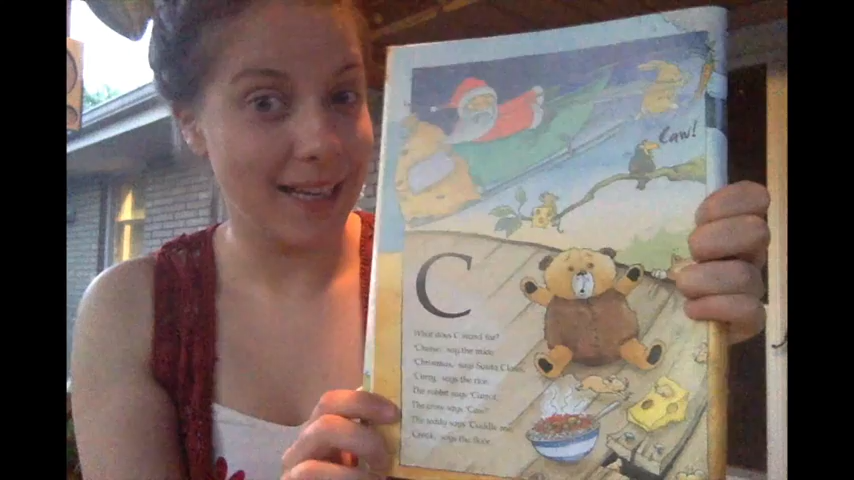 Caw!
C
What does C stand for?
'Cheese,' say the mice.
'Christmas,' says Santa Claus.
'Curry,' says the rice.
The rabbit says 'Carrot,'
The crow says 'Caw!'
The teddy says 'Cuddle me.'
'Creak,' says the floor.